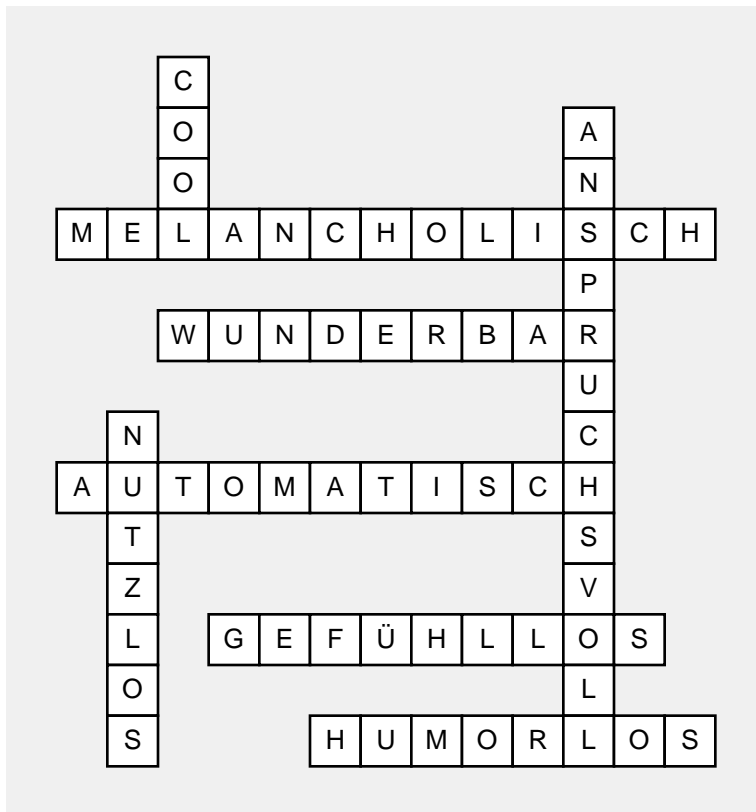 COOL
ANSPRUCHSVOLL
MELANCHOLISCH
WUNDERBAR
NUTZLOS
AUTOMATISCH
GEFÜHLLOS
HUMORLOS